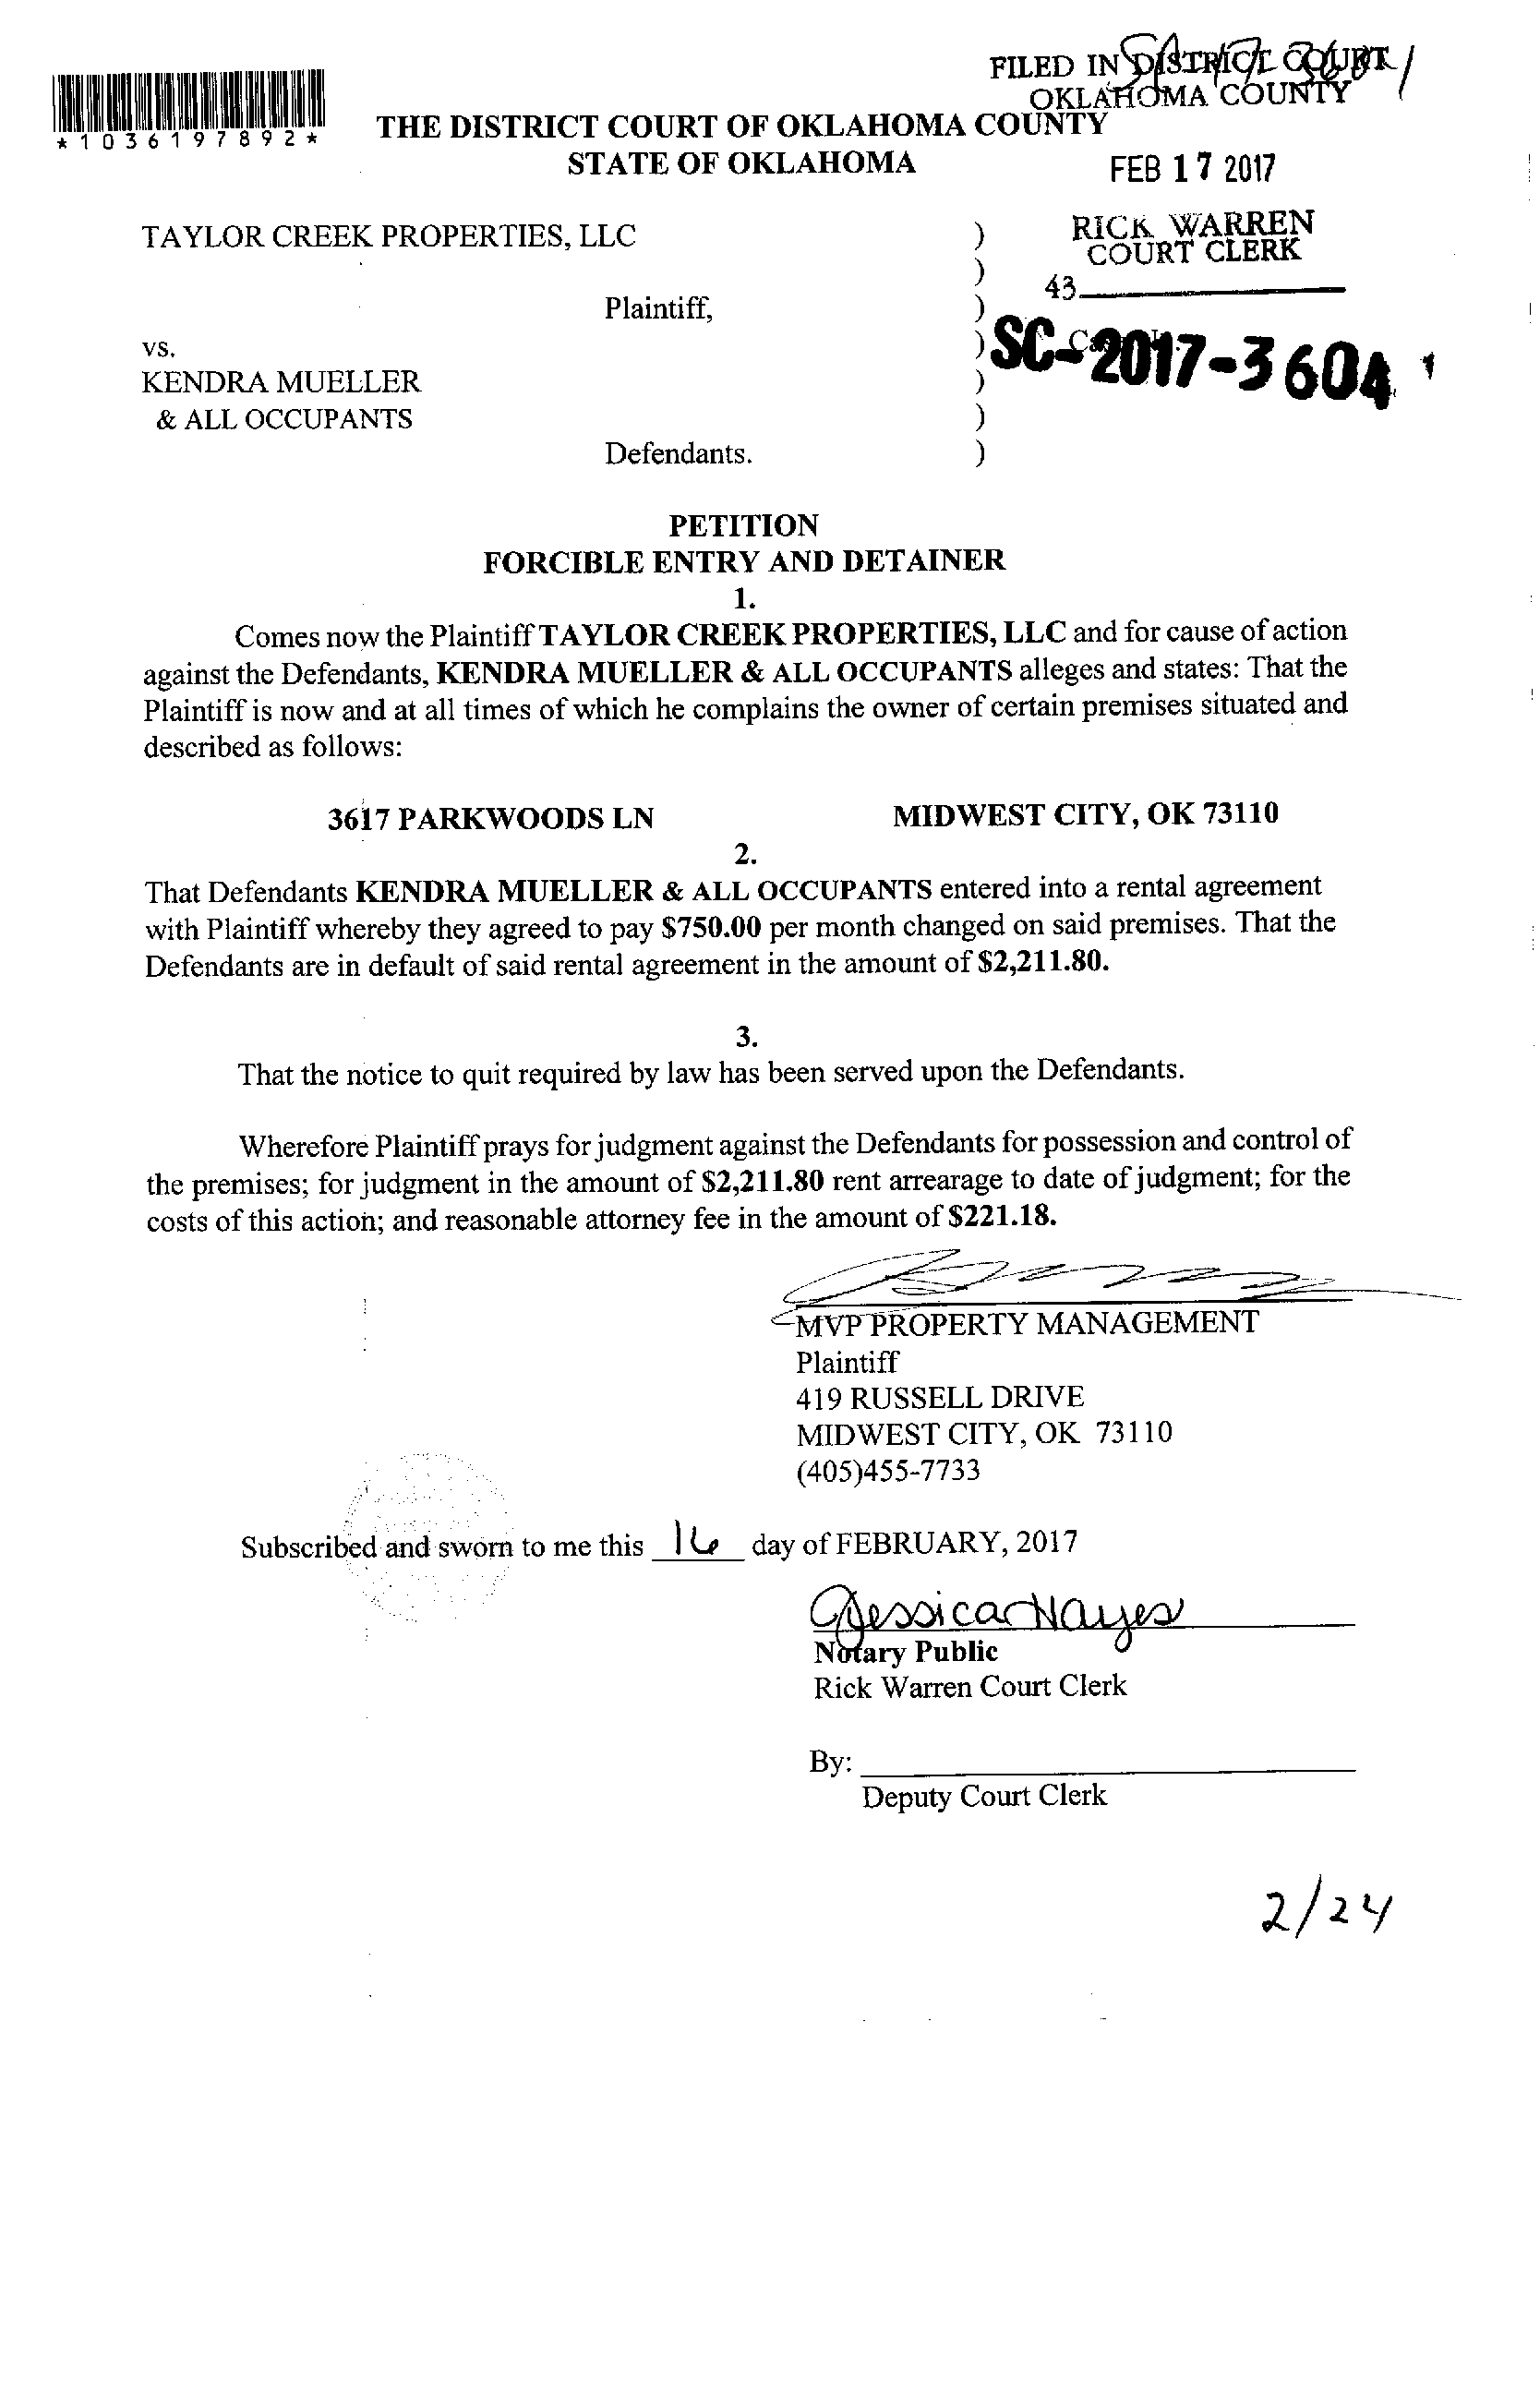 FILED IN DISTRICT COURT
OKLAHOMA COUNTY
*1036197892*
THE DISTRICT COURT OF OKLAHOMA COUNTY
STATE OF OKLAHOMA
FEB 17 2017
TAYLOR CREEK PROPERTIES, LLC )
RICK WARREN
COURT CLERK
)
43
Plaintiff, )
vs. )
SC-2017-3604
KENDRA MUELLER )
& ALL OCCUPANTS )
Defendants. )
PETITION
FORCIBLE ENTRY AND DETAINER
1.
Comes now the Plaintiff TAYLOR CREEK PROPERTIES, LLC and for cause of action
against the Defendants, KENDRA MUELLER & ALL OCCUPANTS alleges and states: That the
Plaintiff is now and at all times of which he complains the owner of certain premises situated and
described as follows:
3617 PARKWOODS LN MIDWEST CITY, OK 73110
2.
That Defendants KENDRA MUELLER & ALL OCCUPANTS entered into a rental agreement
with Plaintiff whereby they agreed to pay $750.00 per month changed on said premises. That the
Defendants are in default of said rental agreement in the amount of $2,211.80.
3.
That the notice to quit required by law has been served upon the Defendants.
Wherefore Plaintiff prays for judgment against the Defendants for possession and control of
the premises; for judgment in the amount of $2,211.80 rent arrearage to date of judgment; for the
costs of this action; and reasonable attorney fee in the amount of $221.18.
MVP PROPERTY MANAGEMENT
Plaintiff
419 RUSSELL DRIVE
MIDWEST CITY, OK 73110
(405)455-7733
Subscribed and sworn to me this 16 day of FEBRUARY, 2017
Jessica Hayes
Notary Public
Rick Warren Court Clerk
By:
Deputy Court Clerk
2/24